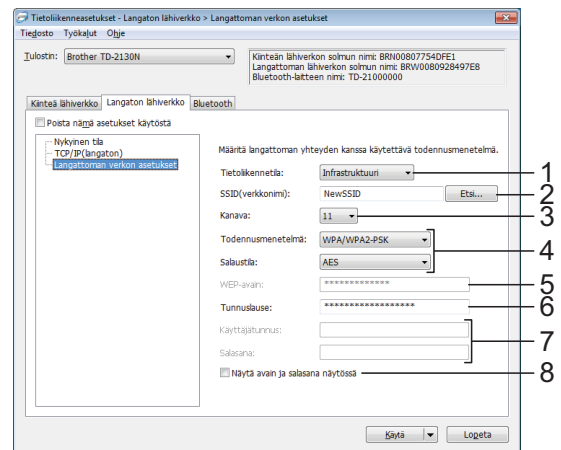 Tietoliikenneasetukset - Langaton lähiverkko > Langattoman verkon asetukset
Tiedosto Työkalut Ohje
Tulostin: Brother TD-2130N
Kiinteän lähiverkon solmun nimi: BRN00807754DFE1
Langattoman lähiverkon solmun nimi: BRW0080928497E8
Bluetooth-laitteen nimi: TD-21000000
Kiinteä lähiverkko Langaton lähiverkko Bluetooth
Poista nämä asetukset käytöstä
Nykyinen tila
TCP/IP(langaton)
Langattoman verkon asetukset
Määritä langattoman yhteyden kanssa käytettävä todennusmenetelmä.
Tietoliikennetila: Infrastruktuuri 1
SSID(verkkonimi): NewSSID Etsi... 2
Kanava: 11 3
Todennusmenetelmä: WPA/WPA2-PSK
4
Salaustila: AES
WEP-avain: ************* 5
Tunnuslause: ****************** 6
Käyttäjätunnus:
7
Salasana:
Näytä avain ja salasana näytössä 8
Käytä Lopeta